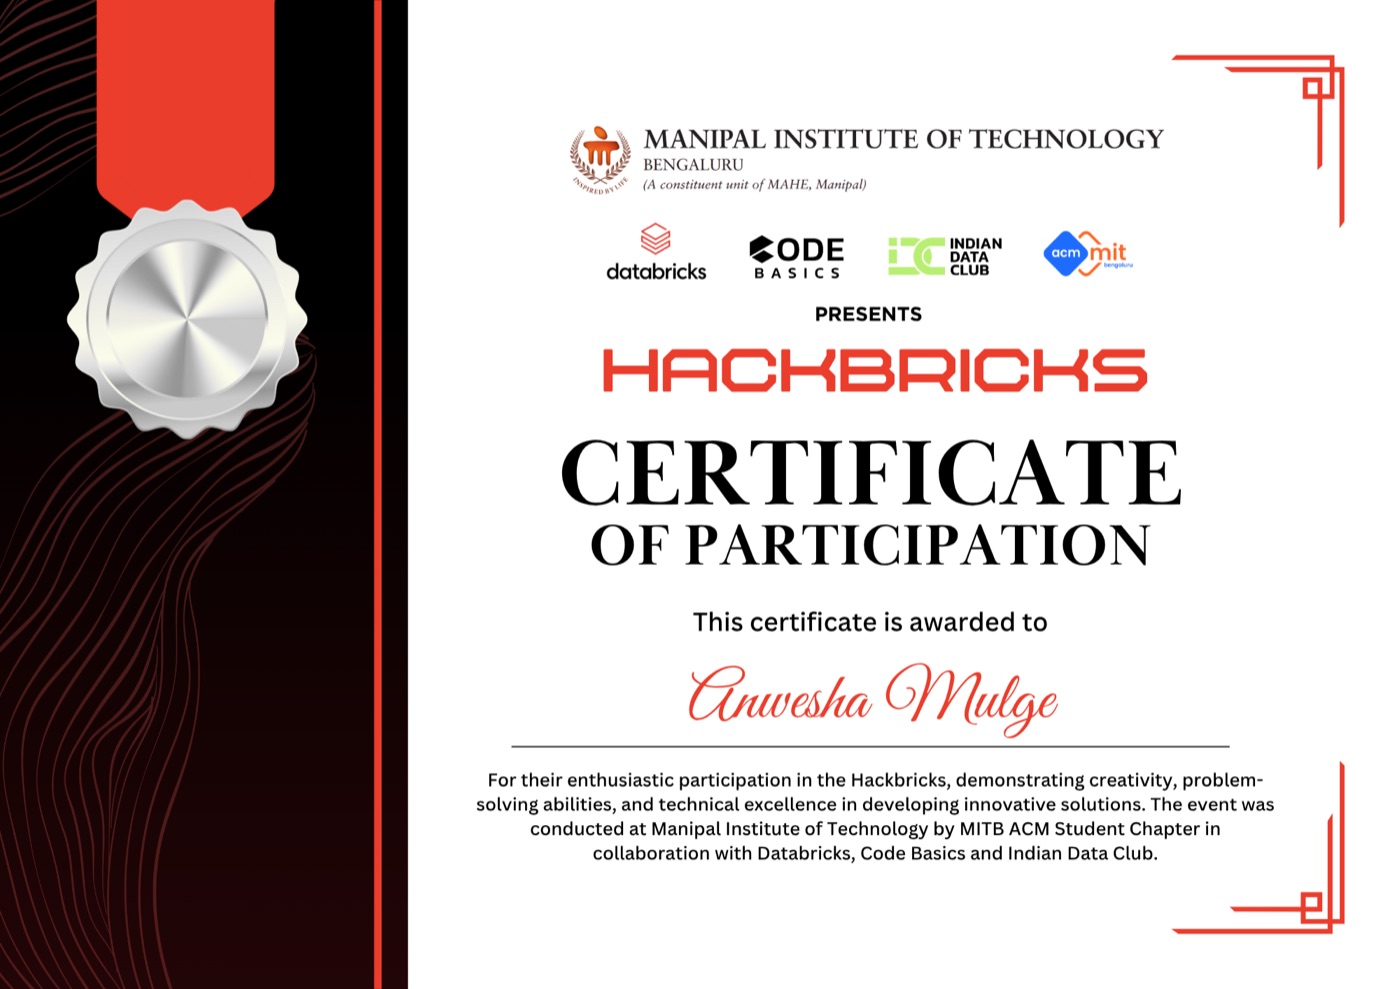 MANIPAL INSTITUTE OF TECHNOLOGY
BENGALURU
(A constituent unit of MAHE, Manipal)
INSPIRED BY LIFE
databricks
CODE
BASICS
INDIAN
DATA
CLUB
acm mit
bengaluru
PRESENTS
HACKBRICKS
CERTIFICATE
OF PARTICIPATION
This certificate is awarded to
Anwesha Mulge
For their enthusiastic participation in the Hackbricks, demonstrating creativity, problem-
solving abilities, and technical excellence in developing innovative solutions. The event was
conducted at Manipal Institute of Technology by MITB ACM Student Chapter in
collaboration with Databricks, Code Basics and Indian Data Club.